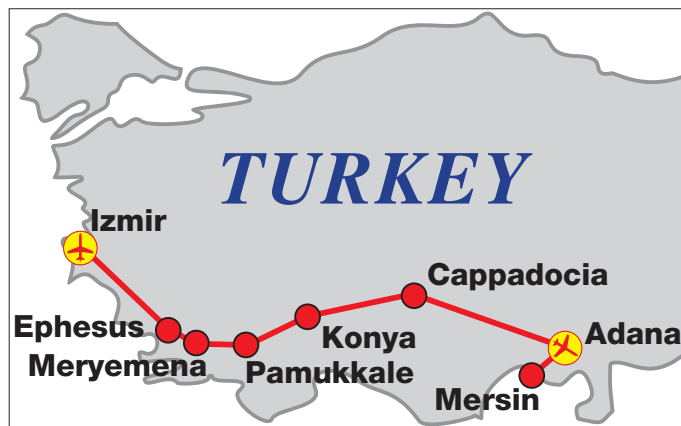 TURKEY
Izmir
Cappadocia
Ephesus
Konya
Adana
Meryemena
Pamukkale
Mersin